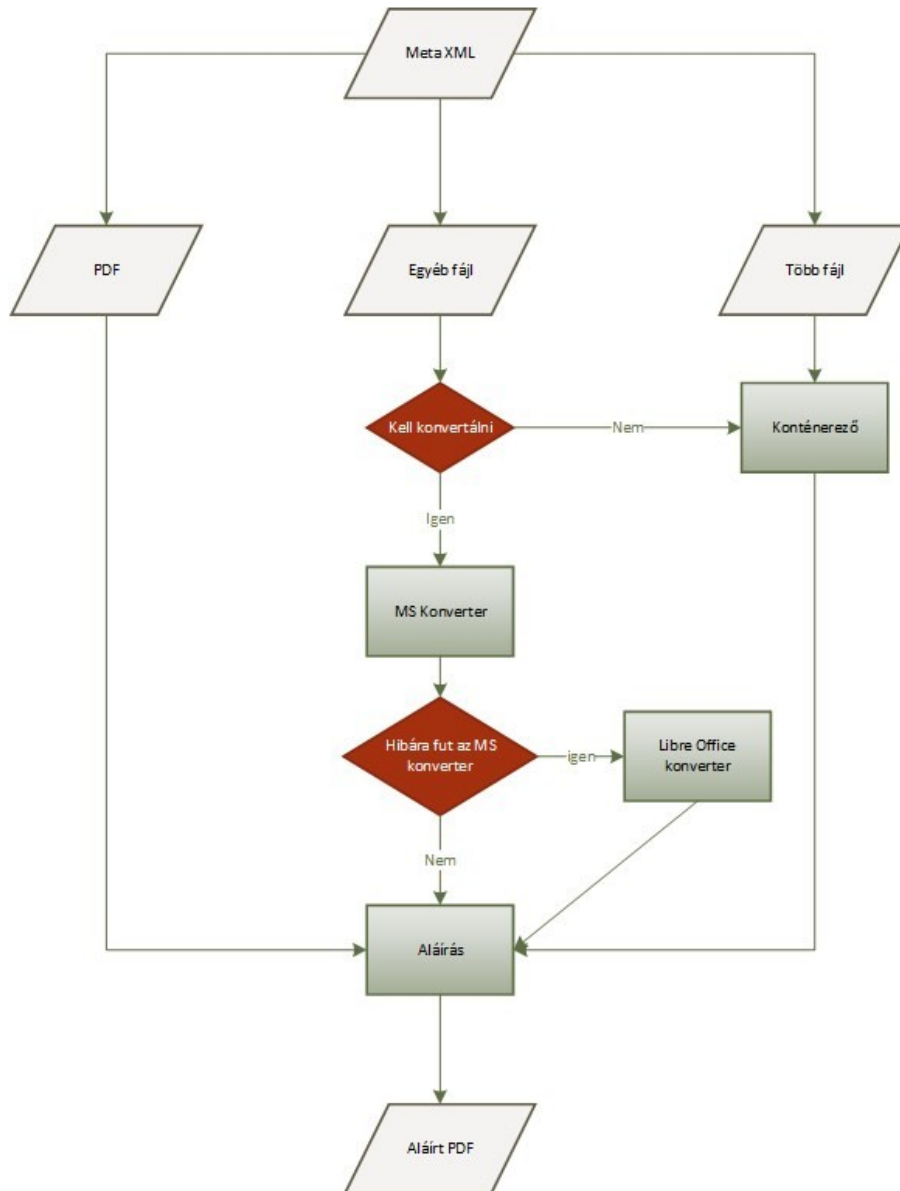 Meta XML
PDF
Egyéb fájl
Több fájl
Kell konvertálni
Nem
Konténerező
Igen
MS Konverter
Hibára fut az MS
konverter
igen
Libre Office
konverter
Nem
Aláírás
Aláírt PDF